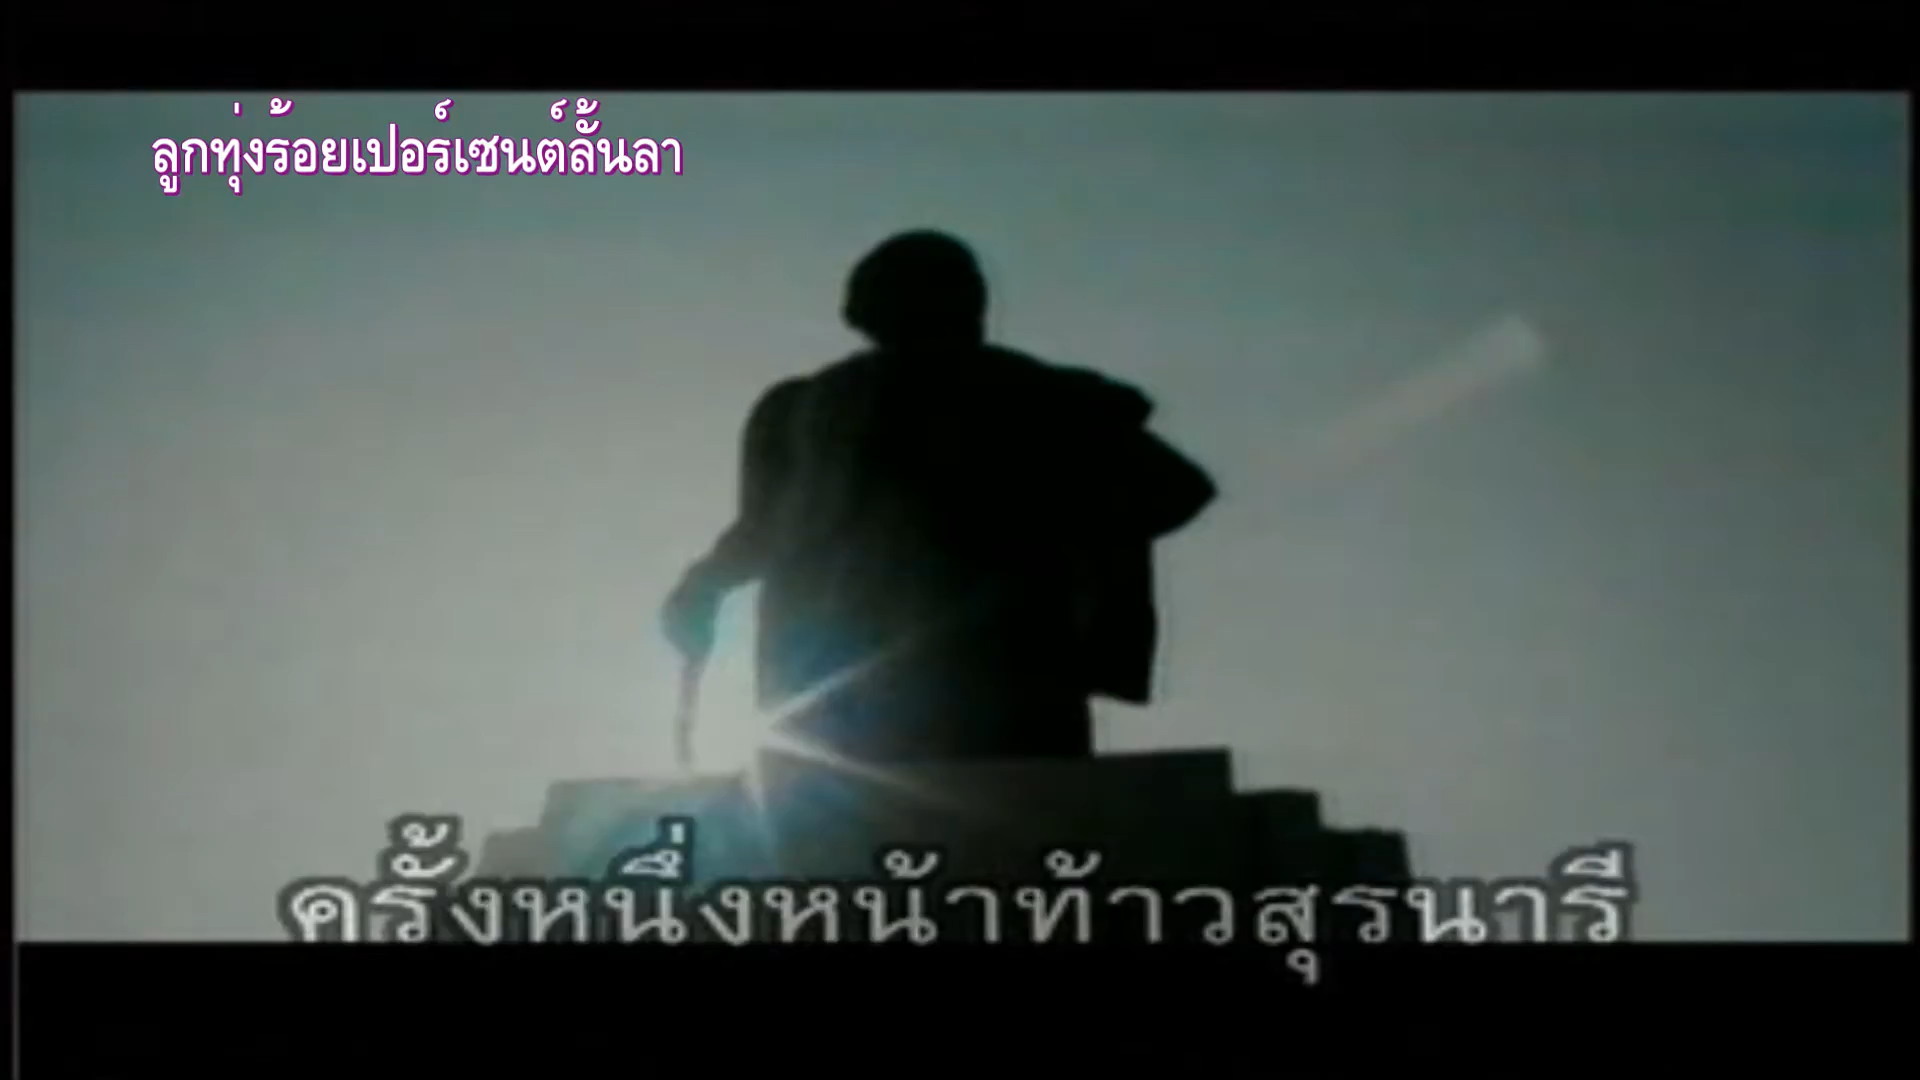 ลูกทุ่งร้อยเปอร์เซนต์ลั้นลา
ครั้งหนึ่งหน้าท้าวสุรนารี